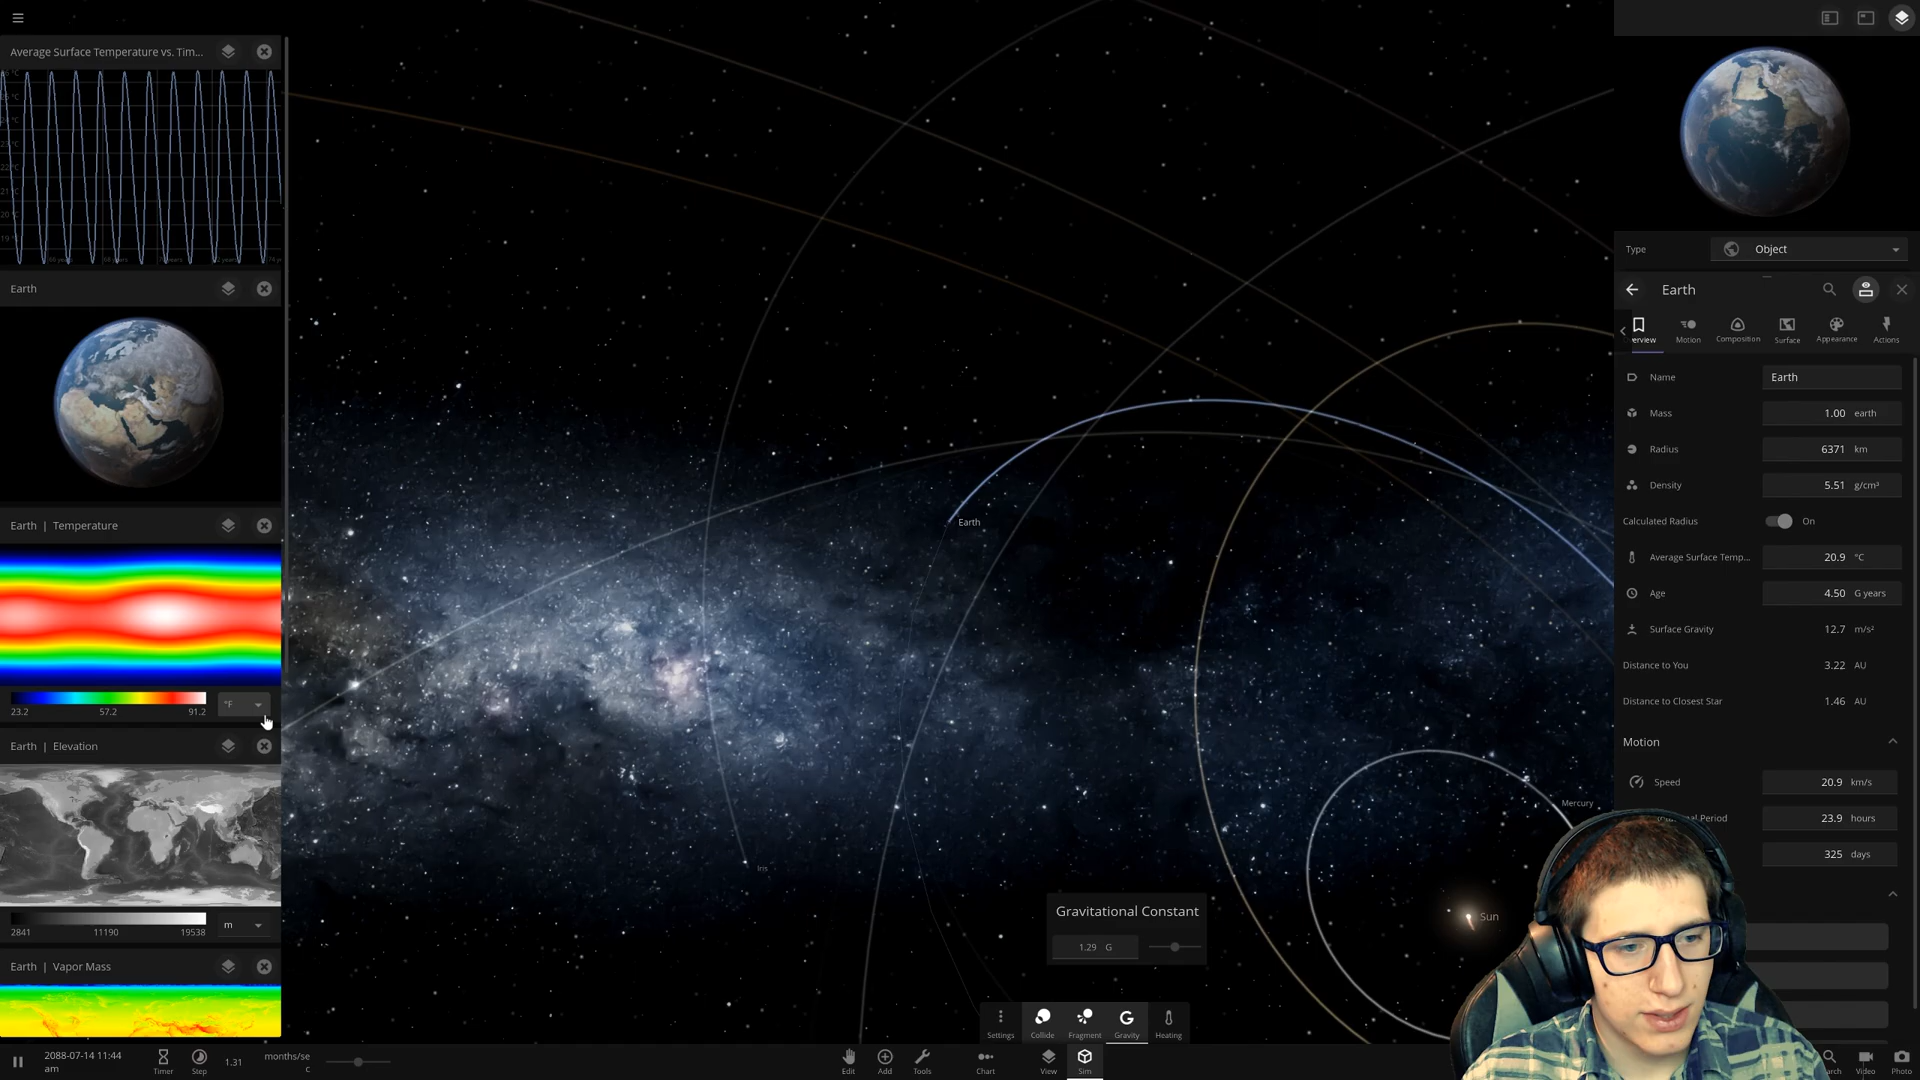 Average Surface Temperature vs. Tim...
Earth
Earth | Temperature
23.2 57.2 91.2 °F
Earth | Elevation
2841 11190 19538 m
Earth | Vapor Mass
Earth
Iris
Mercury
Sun
Gravitational Constant
1.29 G
Settings Collide Fragment Gravity Heating
2088-07-14 11:44
am
Timer Step 1.31 months/se
c
Edit Add Tools Chart View Sim
Type Object
Earth
Motion Composition Surface Appearance Actions
Name Earth
Mass 1.00 earth
Radius 6371 km
Density 5.51 g/cm³
Calculated Radius On
Average Surface Temp... 20.9 °C
Age 4.50 G years
Surface Gravity 12.7 m/s²
Distance to You 3.22 AU
Distance to Closest Star 1.46 AU
Motion
Speed 20.9 km/s
Period 23.9 hours
325 days
Video Photo